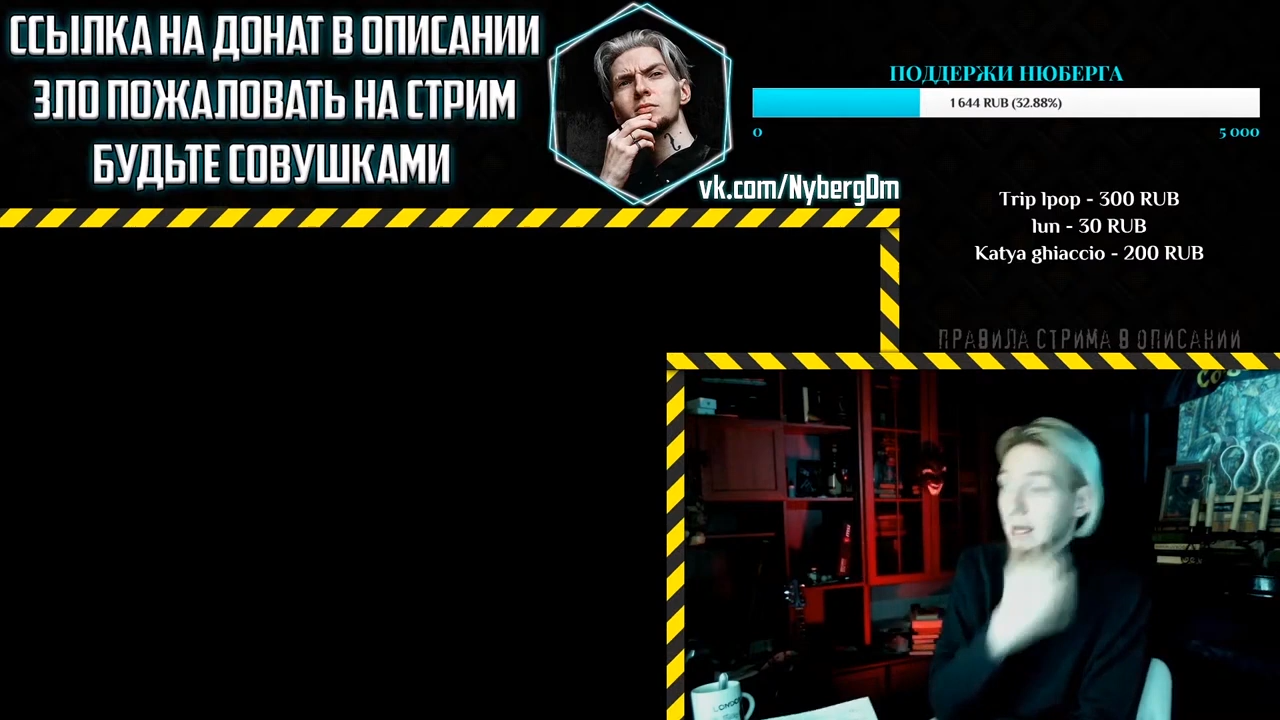 ССЫЛКА НА ДОНАТ В ОПИСАНИИ
ЗЛО ПОЖАЛОВАТЬ НА СТРИМ
БУДЬТЕ СОВУШКАМИ
vk.com/NybergDm
ПОДДЕРЖИ НЮБЕРГА
1 644 RUB (32.88%)
0
5 000
Trip lpop - 300 RUB
lun - 30 RUB
Katya ghiaccio - 200 RUB
ПРАВИЛА СТРИМА В ОПИСАНИИ